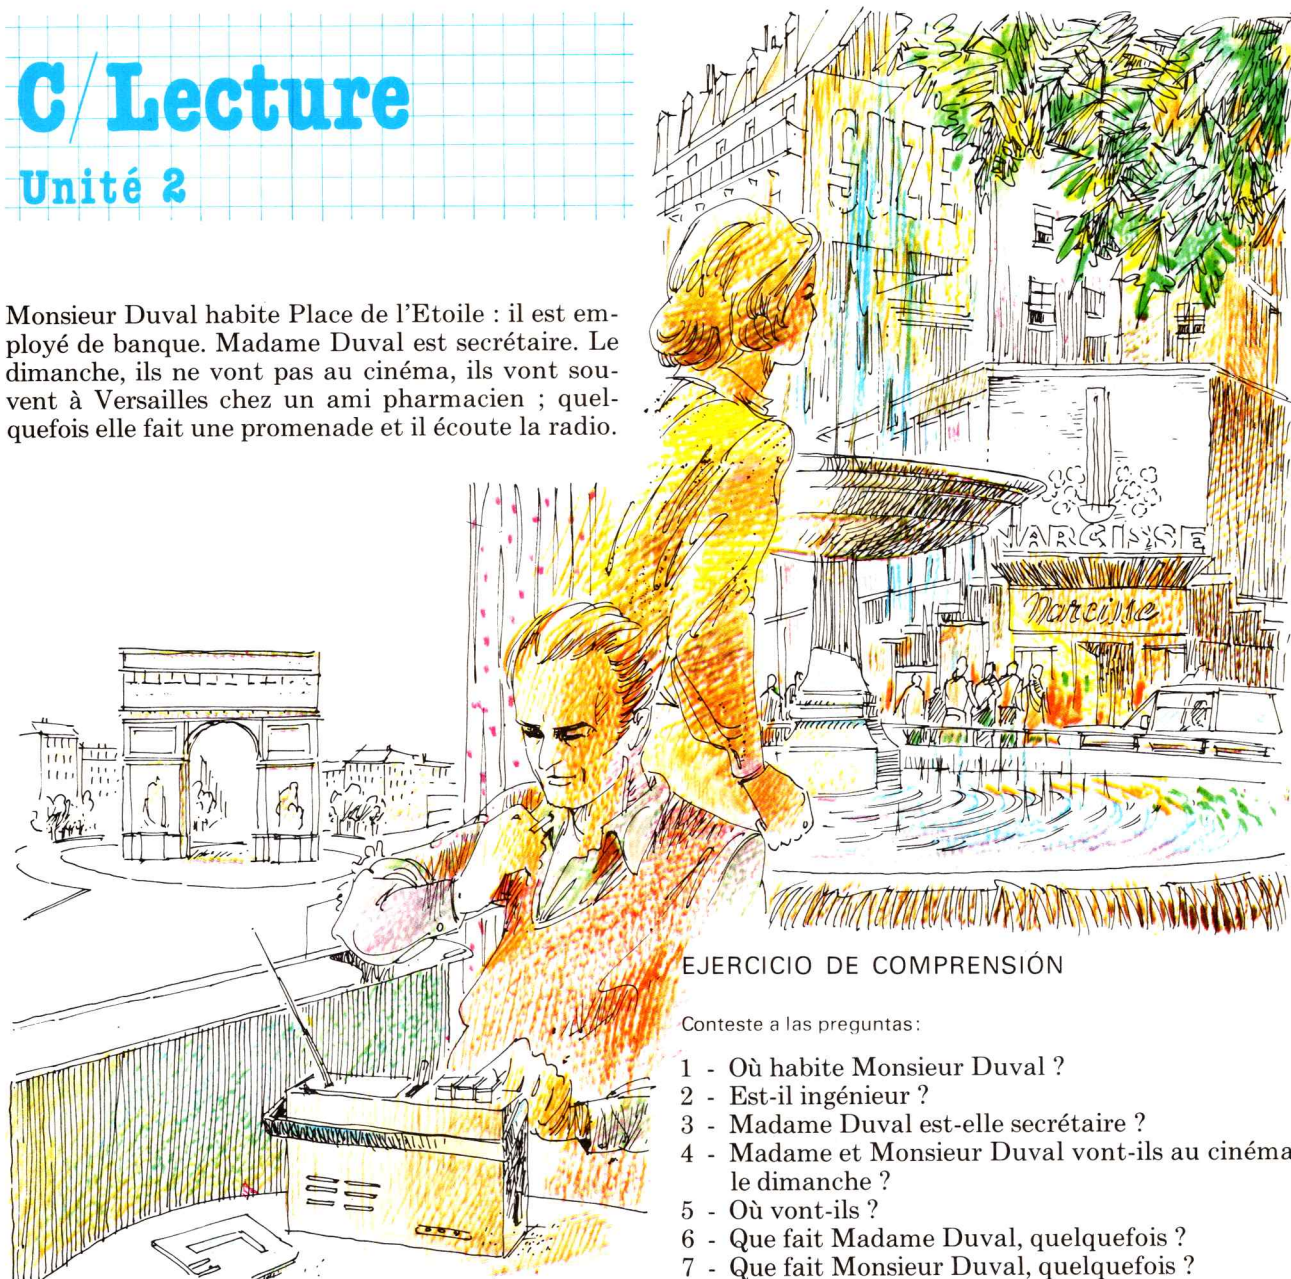 C/Lecture
Unité 2
Monsieur Duval habite Place de l'Etoile : il est em-
ployé de banque. Madame Duval est secrétaire. Le
dimanche, ils ne vont pas au cinéma, ils vont sou-
vent à Versailles chez un ami pharmacien ; quel-
quefois elle fait une promenade et il écoute la radio.
SUZE
NARCISSE
Narcisse
EJERCICIO DE COMPRENSIÓN
Conteste a las preguntas:
1 - Où habite Monsieur Duval ?
2 - Est-il ingénieur ?
3 - Madame Duval est-elle secrétaire ?
4 - Madame et Monsieur Duval vont-ils au cinéma
le dimanche ?
5 - Où vont-ils ?
6 - Que fait Madame Duval, quelquefois ?
7 - Que fait Monsieur Duval, quelquefois ?